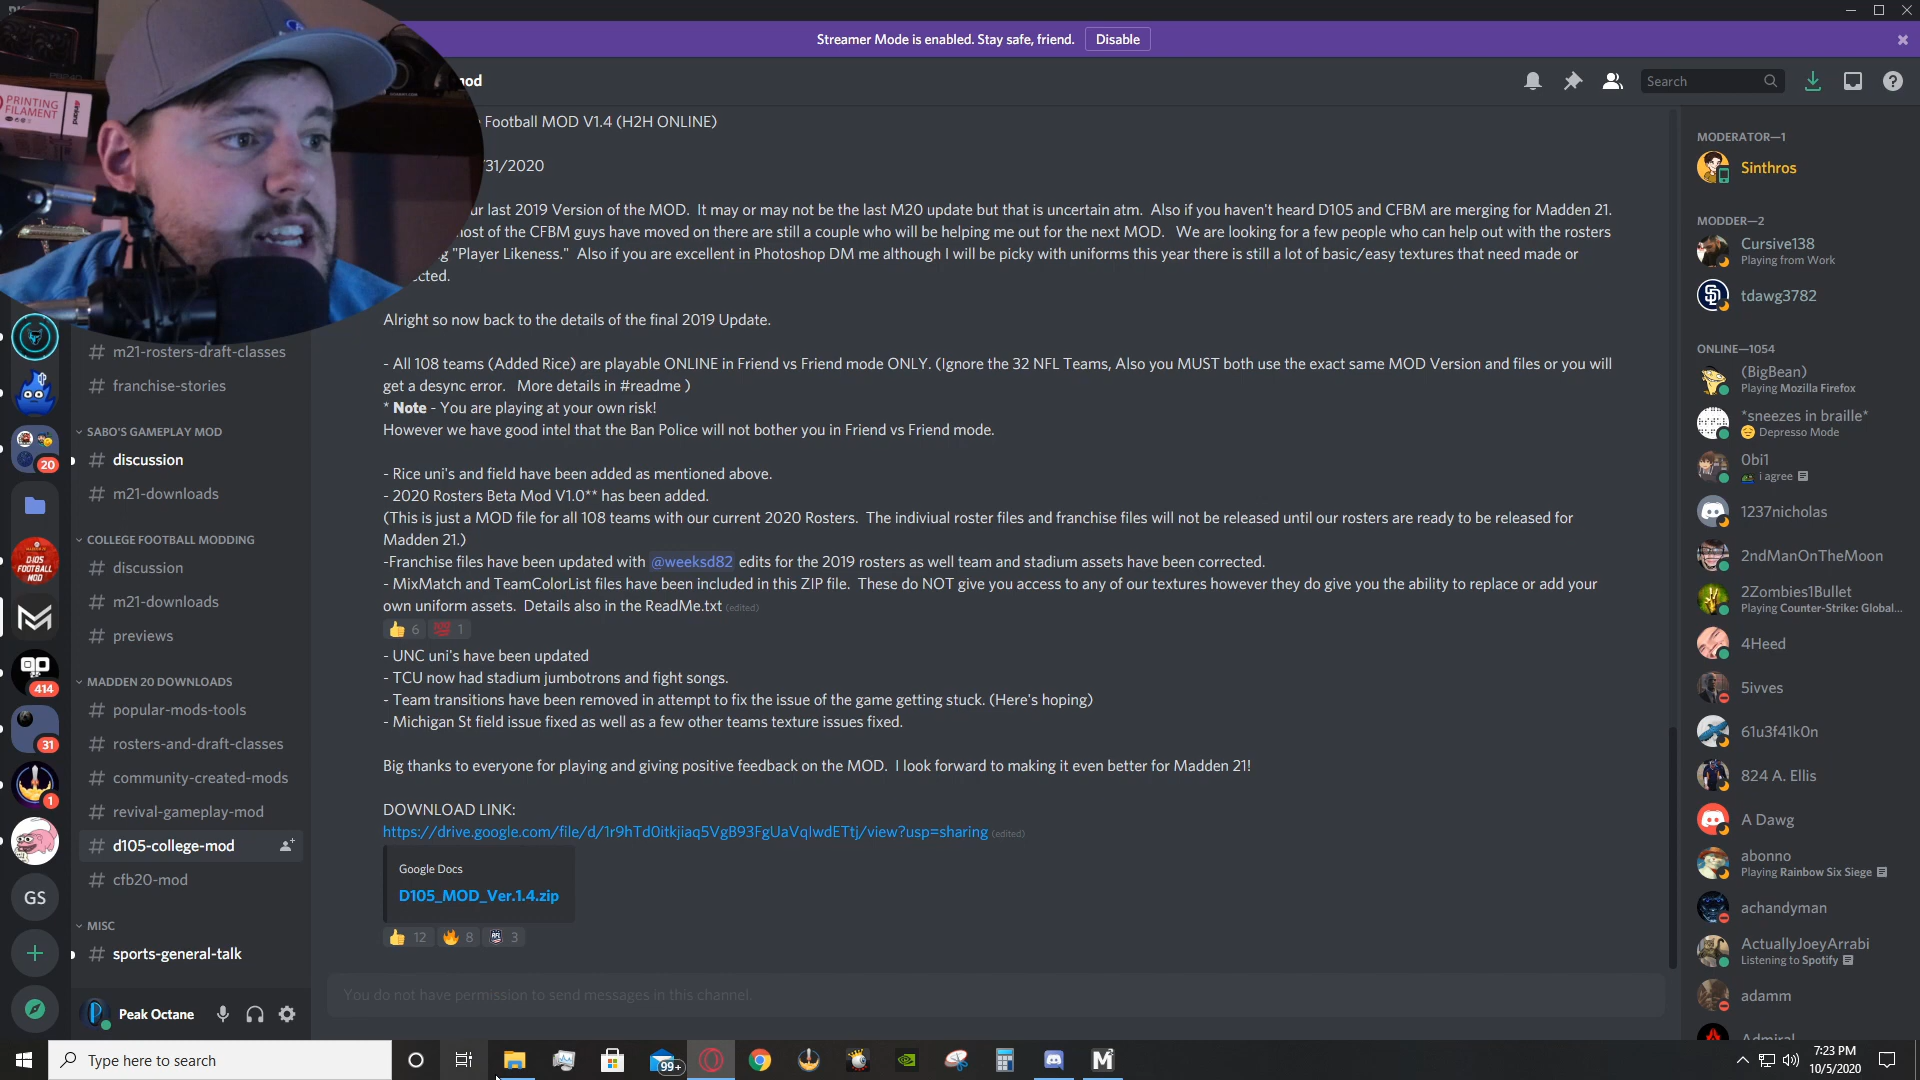 Streamer Mode is enabled. Stay safe, friend.
Disable
PRINTING
FILAMENT
Search
Football MOD V1.4 (H2H ONLINE)
/31/2020
ur last 2019 Version of the MOD. It may or may not be the last M20 update but that is uncertain atm. Also if you haven't heard D105 and CFBM are merging for Madden 21.
of the CFBM guys have moved on there are still a couple who will be helping me out for the next MOD. We are looking for a few people who can help out with the rosters
"Player Likeness." Also if you are excellent in Photoshop DM me although I will be picky with uniforms this year there is still a lot of basic/easy textures that need made or
cted.
Alright so now back to the details of the final 2019 Update.
- All 108 teams (Added Rice) are playable ONLINE in Friend vs Friend mode ONLY. (Ignore the 32 NFL Teams, Also you MUST both use the exact same MOD Version and files or you will
get a desync error. More details in #readme )
* Note - You are playing at your own risk!
However we have good intel that the Ban Police will not bother you in Friend vs Friend mode.
- Rice uni's and field have been added as mentioned above.
- 2020 Rosters Beta Mod V1.0** has been added.
(This is just a MOD file for all 108 teams with our current 2020 Rosters. The indiviual roster files and franchise files will not be released until our rosters are ready to be released for
Madden 21.)
-Franchise files have been updated with @weeksd82 edits for the 2019 rosters as well team and stadium assets have been corrected.
- MixMatch and TeamColorList files have been included in this ZIP file. These do NOT give you access to any of our textures however they do give you the ability to replace or add your
own uniform assets. Details also in the ReadMe.txt (edited)
6 1
- UNC uni's have been updated
- TCU now had stadium jumbotrons and fight songs.
- Team transitions have been removed in attempt to fix the issue of the game getting stuck. (Here's hoping)
- Michigan St field issue fixed as well as a few other teams texture issues fixed.
Big thanks to everyone for playing and giving positive feedback on the MOD. I look forward to making it even better for Madden 21!
DOWNLOAD LINK:
https://drive.google.com/file/d/1r9hTd0itkjiaq5VgB93FgUaVqlwdETtj/view?usp=sharing (edited)
Google Docs
D105_MOD_Ver.1.4.zip
12 8 3
You do not have permission to send messages in this channel.
# m21-rosters-draft-classes
# franchise-stories
SABO'S GAMEPLAY MOD
# discussion
# m21-downloads
COLLEGE FOOTBALL MODDING
# discussion
# m21-downloads
# previews
MADDEN 20 DOWNLOADS
# popular-mods-tools
# rosters-and-draft-classes
# community-created-mods
# revival-gameplay-mod
# d105-college-mod
# cfb20-mod
MISC
# sports-general-talk
Peak Octane
20
D105
FOOTBALL
MOD
414
31
1
GS
MODERATOR—1
Sinthros
MODDER—2
Cursive138
Playing from Work
tdawg3782
ONLINE—1054
(BigBean)
Playing Mozilla Firefox
*sneezes in braille*
Depresso Mode
0bi1
i agree
1237nicholas
2ndManOnTheMoon
2Zombies1Bullet
Playing Counter-Strike: Global...
4Heed
5ivves
61u3f41k0n
824 A. Ellis
A Dawg
abonno
Playing Rainbow Six Siege
achandyman
ActuallyJoeyArrabi
Listening to Spotify
adamm
Admiral
Type here to search
99+
7:23 PM
10/5/2020